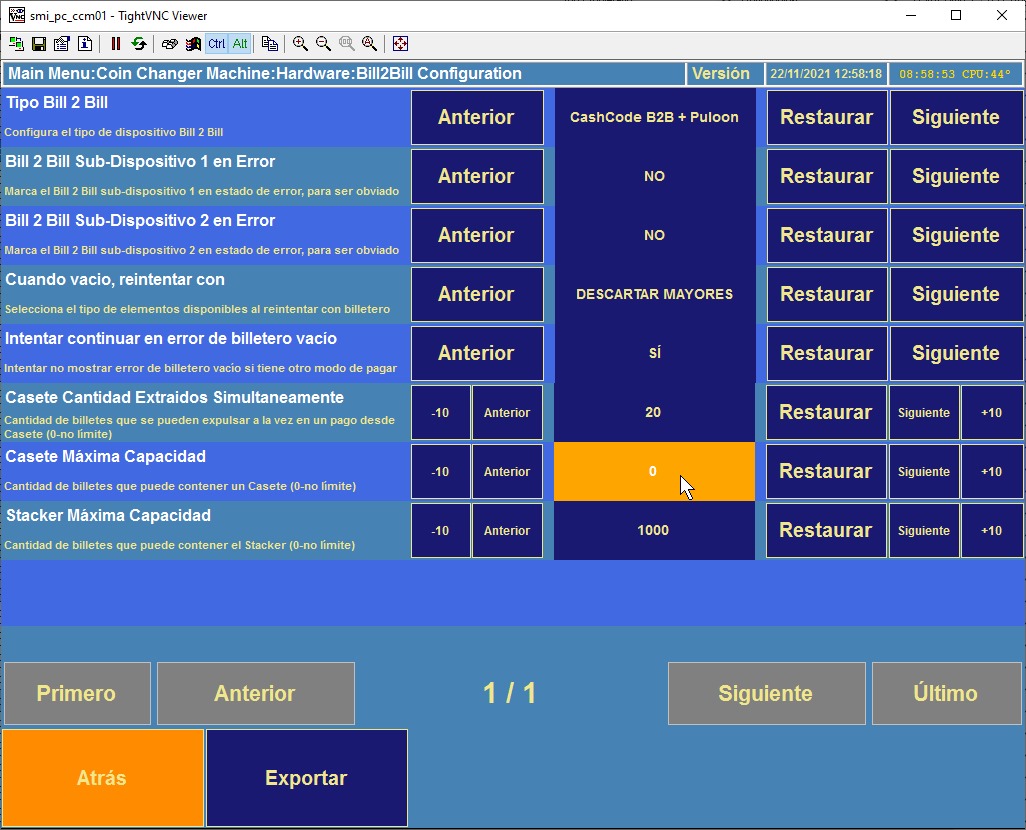 smi_pc_ccm01 - TightVNC Viewer
Ctrl Alt
Main Menu:Coin Changer Machine:Hardware:Bill2Bill Configuration
Versión
22/11/2021 12:58:18
08:58:53 CPU:44°
Tipo Bill 2 Bill
Configura el tipo de dispositivo Bill 2 Bill
Anterior
CashCode B2B + Puloon
Restaurar
Siguiente
Bill 2 Bill Sub-Dispositivo 1 en Error
Marca el Bill 2 Bill sub-dispositivo 1 en estado de error, para ser obviado
Anterior
NO
Restaurar
Siguiente
Bill 2 Bill Sub-Dispositivo 2 en Error
Marca el Bill 2 Bill sub-dispositivo 2 en estado de error, para ser obviado
Anterior
NO
Restaurar
Siguiente
Cuando vacio, reintentar con
Selecciona el tipo de elementos disponibles al reintentar con billetero
Anterior
DESCARTAR MAYORES
Restaurar
Siguiente
Intentar continuar en error de billetero vacío
Intentar no mostrar error de billetero vacío si tiene otro modo de pagar
Anterior
SÍ
Restaurar
Siguiente
Casete Cantidad Extraidos Simultaneamente
Cantidad de billetes que se pueden expulsar a la vez en un pago desde
Casete (0-no límite)
-10
Anterior
20
Restaurar
Siguiente
+10
Casete Máxima Capacidad
Cantidad de billetes que puede contener un Casete (0-no límite)
-10
Anterior
0
Restaurar
Siguiente
+10
Stacker Máxima Capacidad
Cantidad de billetes que puede contener el Stacker (0-no límite)
-10
Anterior
1000
Restaurar
Siguiente
+10
Primero
Anterior
1 / 1
Siguiente
Último
Atrás
Exportar